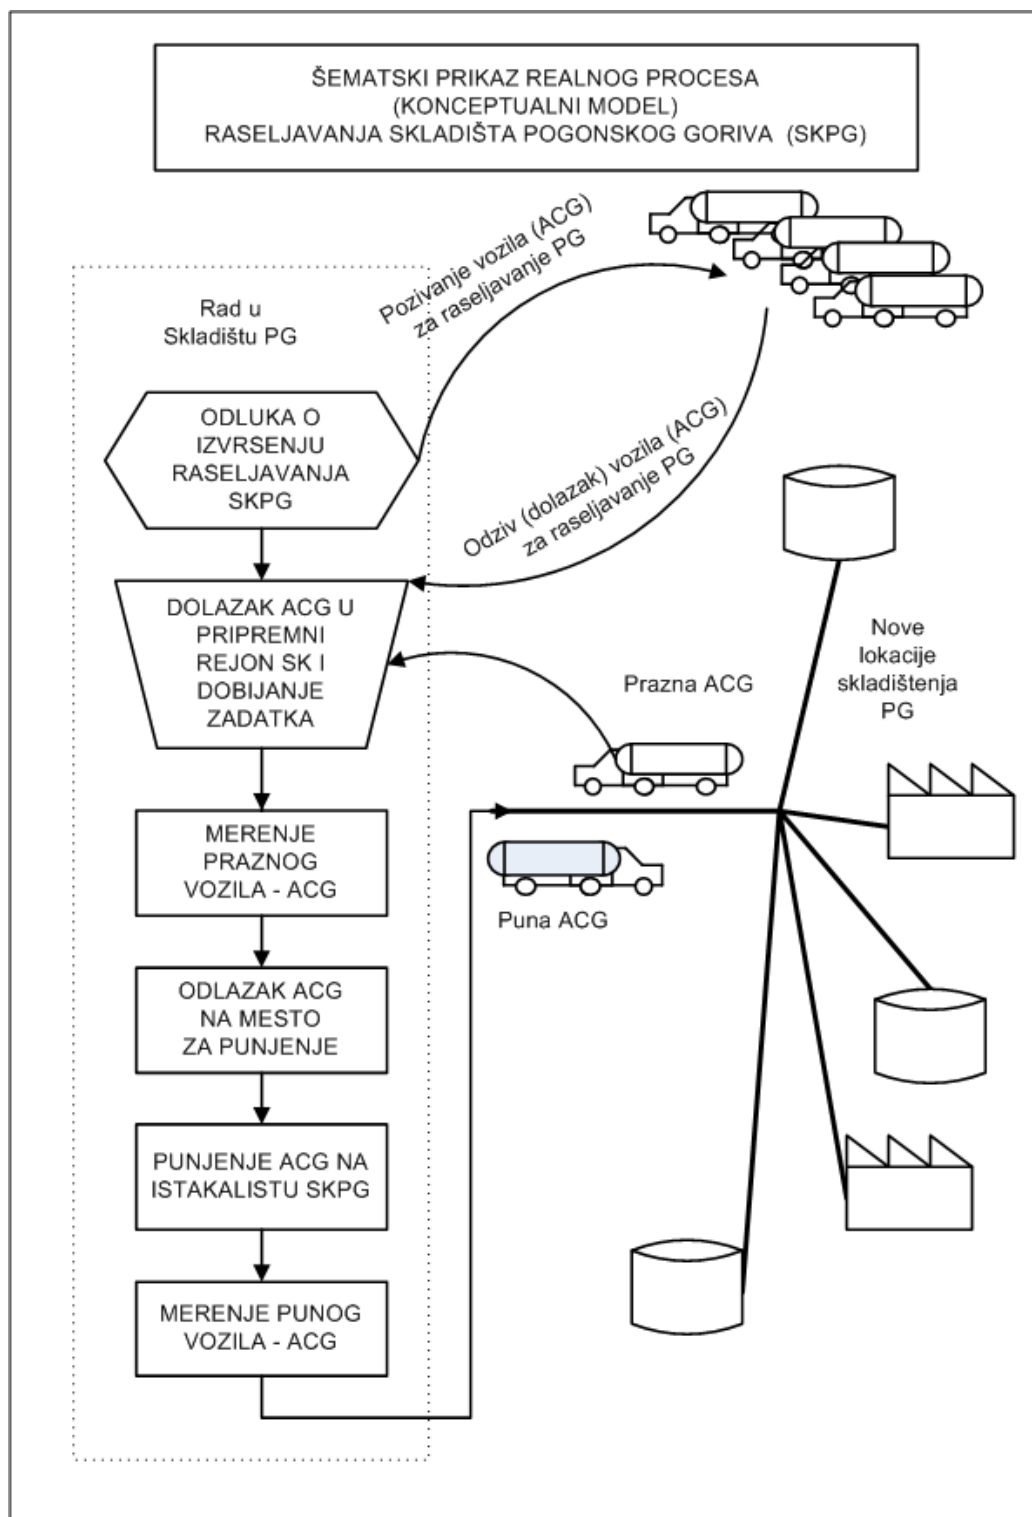 ŠEMATSKI PRIKAZ REALNOG PROCESA
(KONCEPTUALNI MODEL)
RASELJAVANJA SKLADIŠTA POGONSKOG GORIVA (SKPG)
Pozivanje vozila (ACG)
za raseljavanje PG
Rad u
Skladištu PG
ODLUKA O
IZVRSENJU
RASELJAVANJA
SKPG
Odziv (dolazak) vozila (ACG)
za raseljavanje PG
DOLAZAK ACG U
PRIPREMNI
REJON SK I
DOBIJANJE
ZADATKA
Nove
lokacije
skladištenja
PG
Prazna ACG
MERENJE
PRAZNOG
VOZILA - ACG
Puna ACG
ODLAZAK ACG
NA MESTO
ZA PUNJENJE
PUNJENJE ACG NA
ISTAKALISTU SKPG
MERENJE PUNOG
VOZILA - ACG